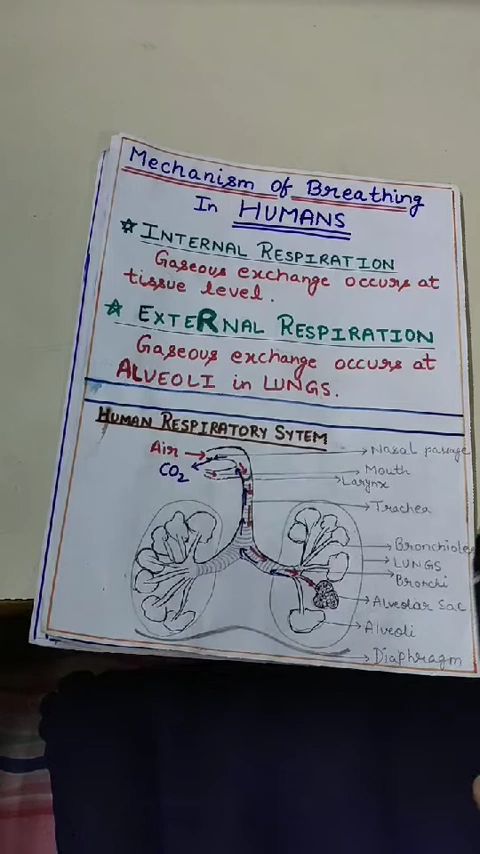 Mechanism of Breathing
In HUMANS
☆ INTERNAL RESPIRATION
Gaseous exchange occurs at
tissue level.
☆ EXTERNAL RESPIRATION
Gaseous exchange occurs at
ALVEOLI in LUNGS.
HUMAN RESPIRATORY SYTEM
Air
CO2
Nasal passage
Mouth
Larynx
Trachea
Bronchioles
LUNGS
Bronchi
Alveolar Sac
Alveoli
Diaphragm